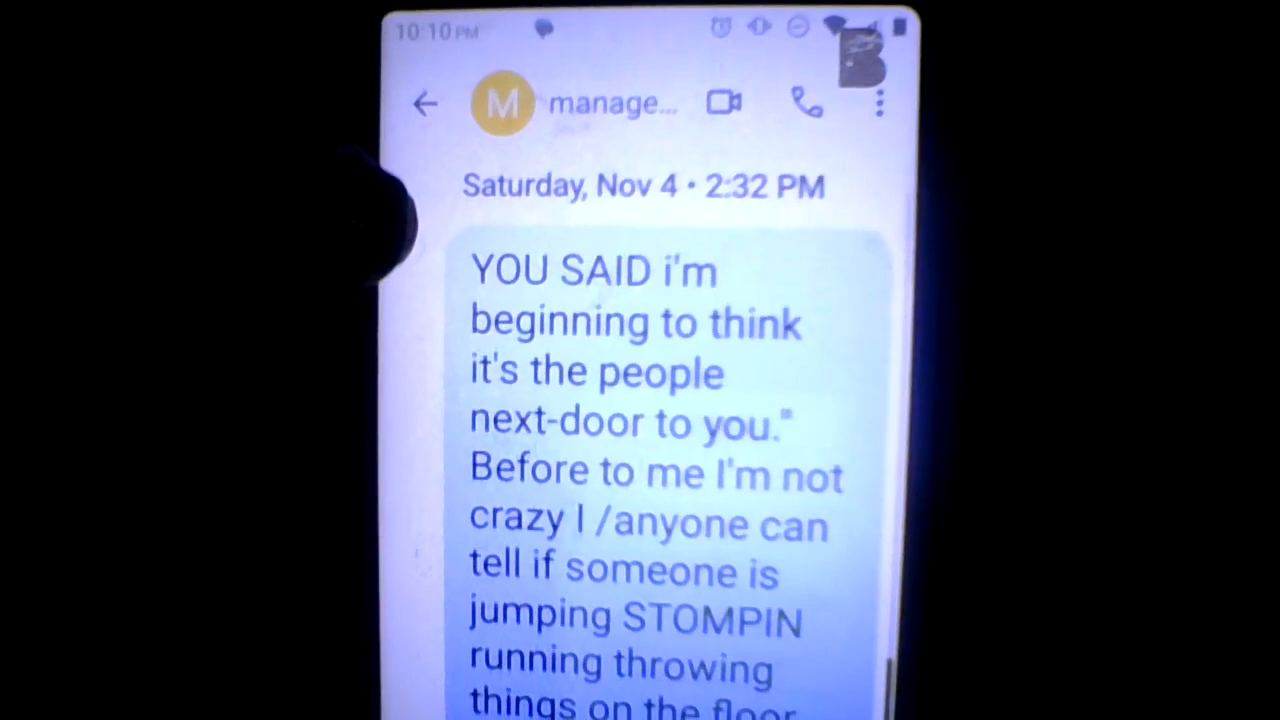 10:10 PM
M manage...
Saturday, Nov 4 • 2:32 PM
YOU SAID i'm
beginning to think
it's the people
next-door to you."
Before to me I'm not
crazy I /anyone can
tell if someone is
jumping STOMPIN
running throwing
things on the floor
B